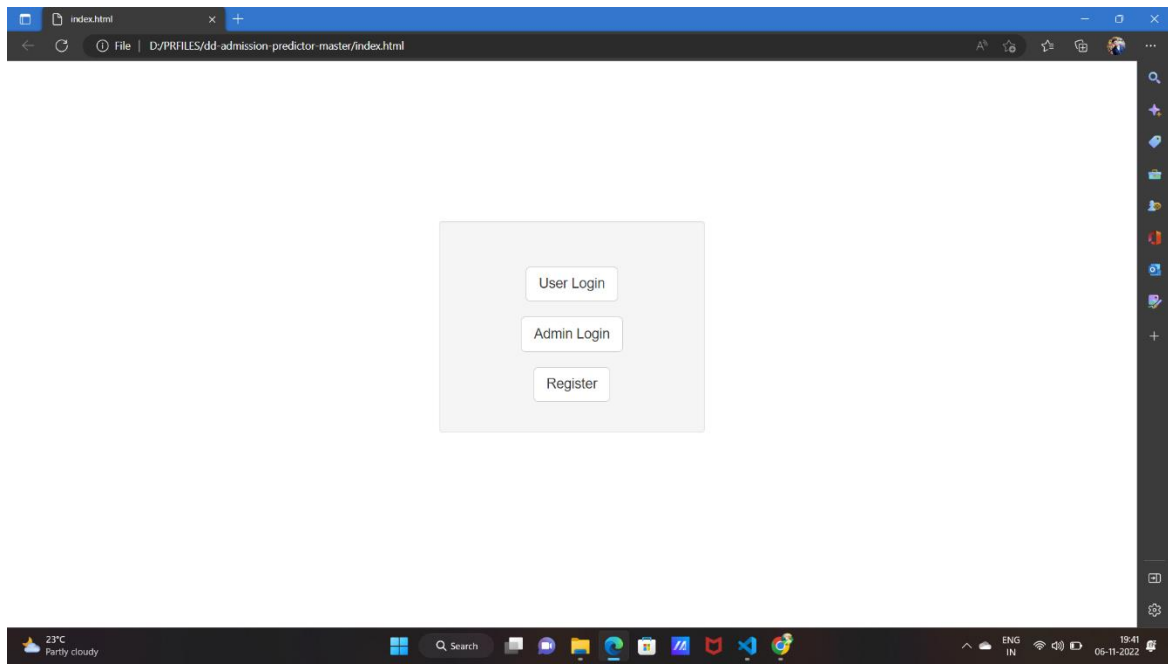 index.html
File | D:/PRFILES/dd-admission-predictor-master/index.html
User Login
Admin Login
Register
23°C
Partly cloudy
Search
ENG
IN
19:41
06-11-2022